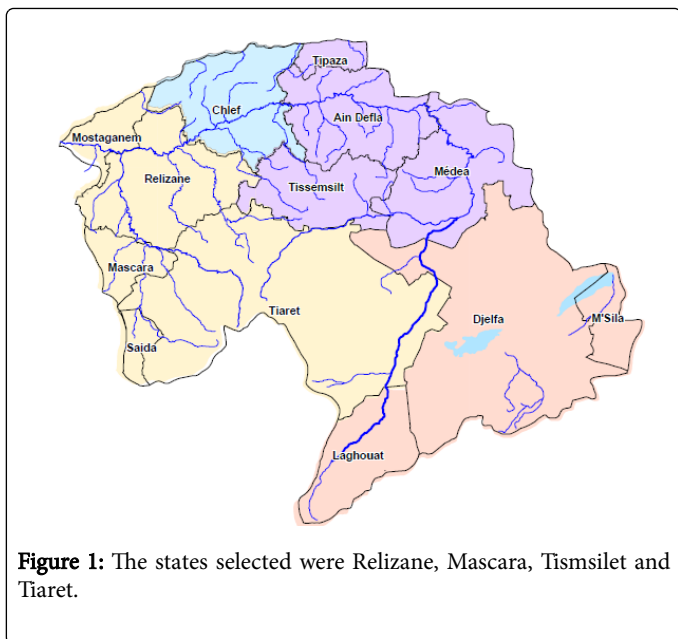 Tipaza
Chlef
Ain Defla
Mostaganem
Médea
Relizane
Tissemsilt
Mascara
Tiaret
Djelfa
M'Sila
Saida
Laghouat
Figure 1: The states selected were Relizane, Mascara, Tismsilet and
Tiaret.